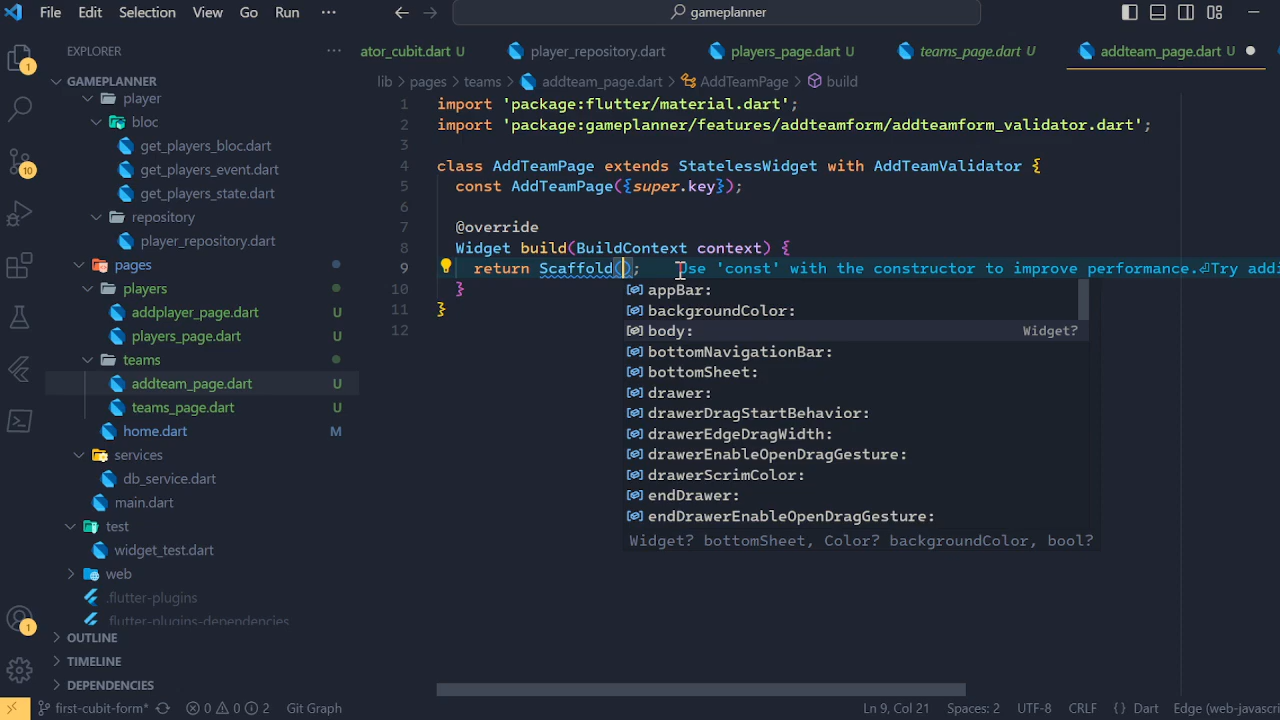 File Edit Selection View Go Run ··· gameplanner
EXPLORER ···
ator_cubit.dart U player_repository.dart players_page.dart U teams_page.dart U addteam_page.dart U
GAMEPLANNER
lib > pages > teams > addteam_page.dart > AddTeamPage > build
player
bloc
get_players_bloc.dart
get_players_event.dart
get_players_state.dart
repository
player_repository.dart
pages
players
addplayer_page.dart U
players_page.dart U
teams
addteam_page.dart U
teams_page.dart U
home.dart M
services
db_service.dart
main.dart
test
widget_test.dart
web
.flutter-plugins
.flutter-plugins-dependencies
OUTLINE
TIMELINE
DEPENDENCIES
1
10
1
1 import 'package:flutter/material.dart';
2 import 'package:gameplanner/features/addteamform/addteamform_validator.dart';
3
4 class AddTeamPage extends StatelessWidget with AddTeamValidator {
5 const AddTeamPage({super.key});
6
7 @override
8 Widget build(BuildContext context) {
9 return Scaffold(); Use 'const' with the constructor to improve performance.⏎Try addi
10 }
11 }
12
appBar:
backgroundColor:
body: Widget?
bottomNavigationBar:
bottomSheet:
drawer:
drawerDragStartBehavior:
drawerEdgeDragWidth:
drawerEnableOpenDragGesture:
drawerScrimColor:
endDrawer:
endDrawerEnableOpenDragGesture:
Widget? bottomSheet, Color? backgroundColor, bool?
first-cubit-form* 0 0 2 Git Graph Ln 9, Col 21 Spaces: 2 UTF-8 CRLF { } Dart Edge (web-javascri